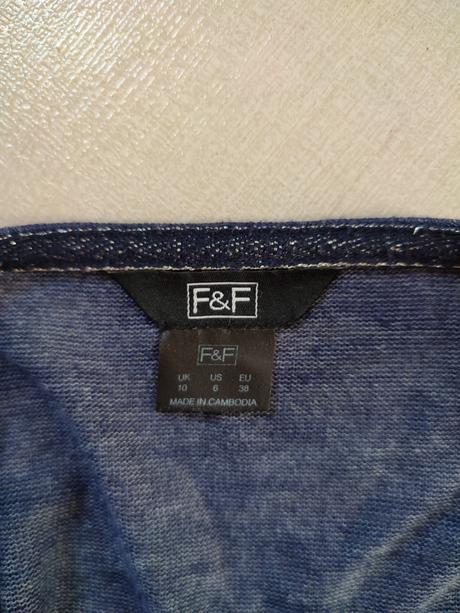 F&F
F&F
UK US EU
10 6 38
MADE IN CAMBODIA